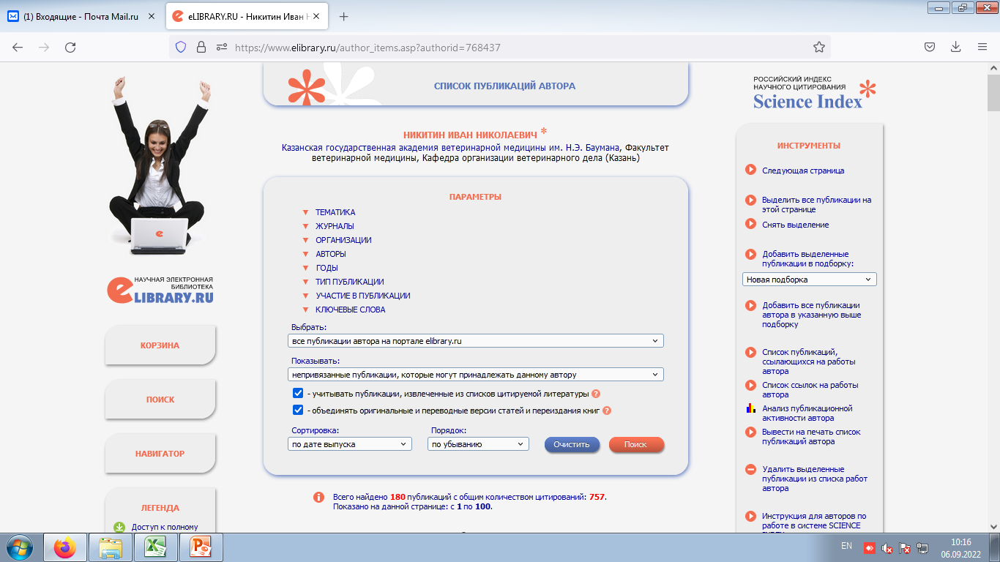 (1) Входящие - Почта Mail.ru
eLIBRARY.RU - Никитин Иван Н
https://www.elibrary.ru/author_items.asp?authorid=768437
СПИСОК ПУБЛИКАЦИЙ АВТОРА
НИКИТИН ИВАН НИКОЛАЕВИЧ *
Казанская государственная академия ветеринарной медицины им. Н.Э. Баумана, Факультет
ветеринарной медицины, Кафедра организации ветеринарного дела (Казань)
ПАРАМЕТРЫ
ТЕМАТИКА
ЖУРНАЛЫ
ОРГАНИЗАЦИИ
АВТОРЫ
ГОДЫ
ТИП ПУБЛИКАЦИИ
УЧАСТИЕ В ПУБЛИКАЦИИ
КЛЮЧЕВЫЕ СЛОВА
Выбрать:
все публикации автора на портале elibrary.ru
Показывать:
непривязанные публикации, которые могут принадлежать данному автору
- учитывать публикации, извлеченные из списков цитируемой литературы ?
- объединять оригинальные и переводные версии статей и переиздания книг ?
Сортировка:
Порядок:
по дате выпуска
по убыванию
Очистить
Поиск
Всего найдено 180 публикаций с общим количеством цитирований: 757.
Показано на данной странице: с 1 по 100.
e
НАУЧНАЯ ЭЛЕКТРОННАЯ
БИБЛИОТЕКА
eLIBRARY.RU
КОРЗИНА
ПОИСК
НАВИГАТОР
ЛЕГЕНДА
Доступ к полному
РОССИЙСКИЙ ИНДЕКС
НАУЧНОГО ЦИТИРОВАНИЯ
Science Index
ИНСТРУМЕНТЫ
Следующая страница
Выделить все публикации на
этой странице
Снять выделение
Добавить выделенные
публикации в подборку:
Новая подборка
Добавить все публикации
автора в указанную выше
подборку
Список публикаций,
ссылающихся на работы
автора
Список ссылок на работы
автора
Анализ публикационной
активности автора
Вывести на печать список
публикаций автора
Удалить выделенные
публикации из списка работ
автора
Инструкция для авторов по
работе в системе SCIENCE
EN
10:16
06.09.2022